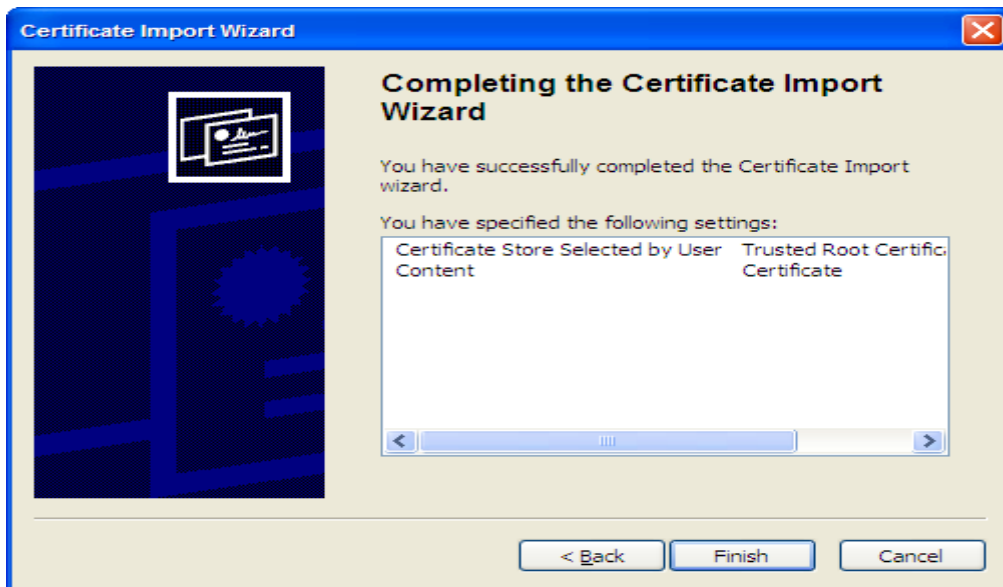 Certificate Import Wizard
Completing the Certificate Import
Wizard
You have successfully completed the Certificate Import
wizard.
You have specified the following settings:
Certificate Store Selected by User Trusted Root Certific
Content Certificate
< Back Finish Cancel